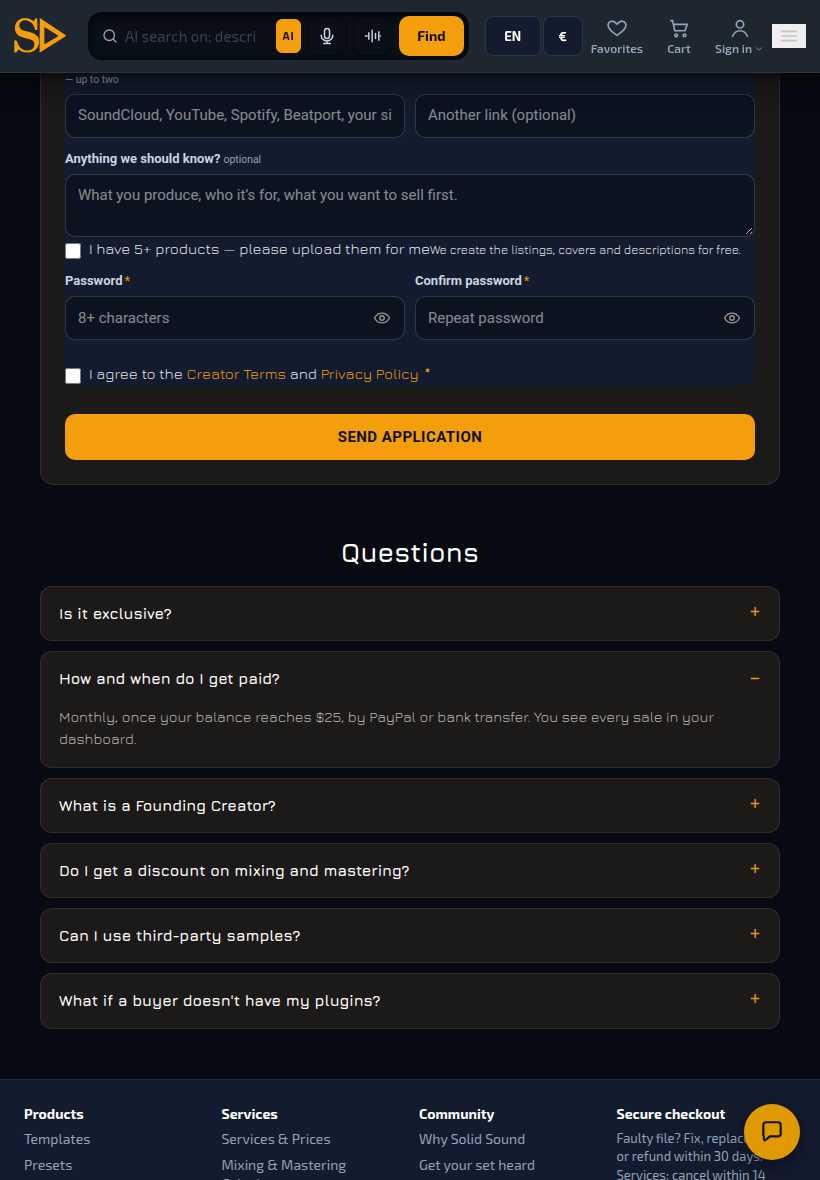 SD
AI search on: descri
AI
Find
EN
€
Favorites
Cart
Sign in
— up to two
SoundCloud, YouTube, Spotify, Beatport, your si
Another link (optional)
Anything we should know? optional
What you produce, who it's for, what you want to sell first.
I have 5+ products — please upload them for meWe create the listings, covers and descriptions for free.
Password*
Confirm password*
8+ characters
Repeat password
I agree to the Creator Terms and Privacy Policy *
SEND APPLICATION
Questions
Is it exclusive?
+
How and when do I get paid?
−
Monthly, once your balance reaches $25, by PayPal or bank transfer. You see every sale in your
dashboard.
What is a Founding Creator?
+
Do I get a discount on mixing and mastering?
+
Can I use third-party samples?
+
What if a buyer doesn't have my plugins?
+
Products
Templates
Presets
Services
Services & Prices
Mixing & Mastering
Community
Why Solid Sound
Get your set heard
Secure checkout
Faulty file? Fix, replac
or refund within 30 days.
Services: cancel within 14